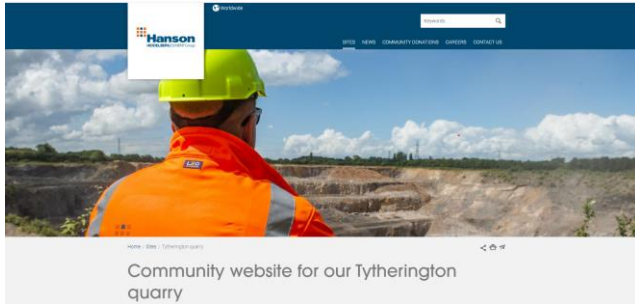 Worldwide
Keywords
Hanson
HEIDELBERGCEMENT Group
SITES NEWS COMMUNITY DONATIONS CAREERS CONTACT US
Home / Sites / Tytherington quarry
Community website for our Tytherington
quarry